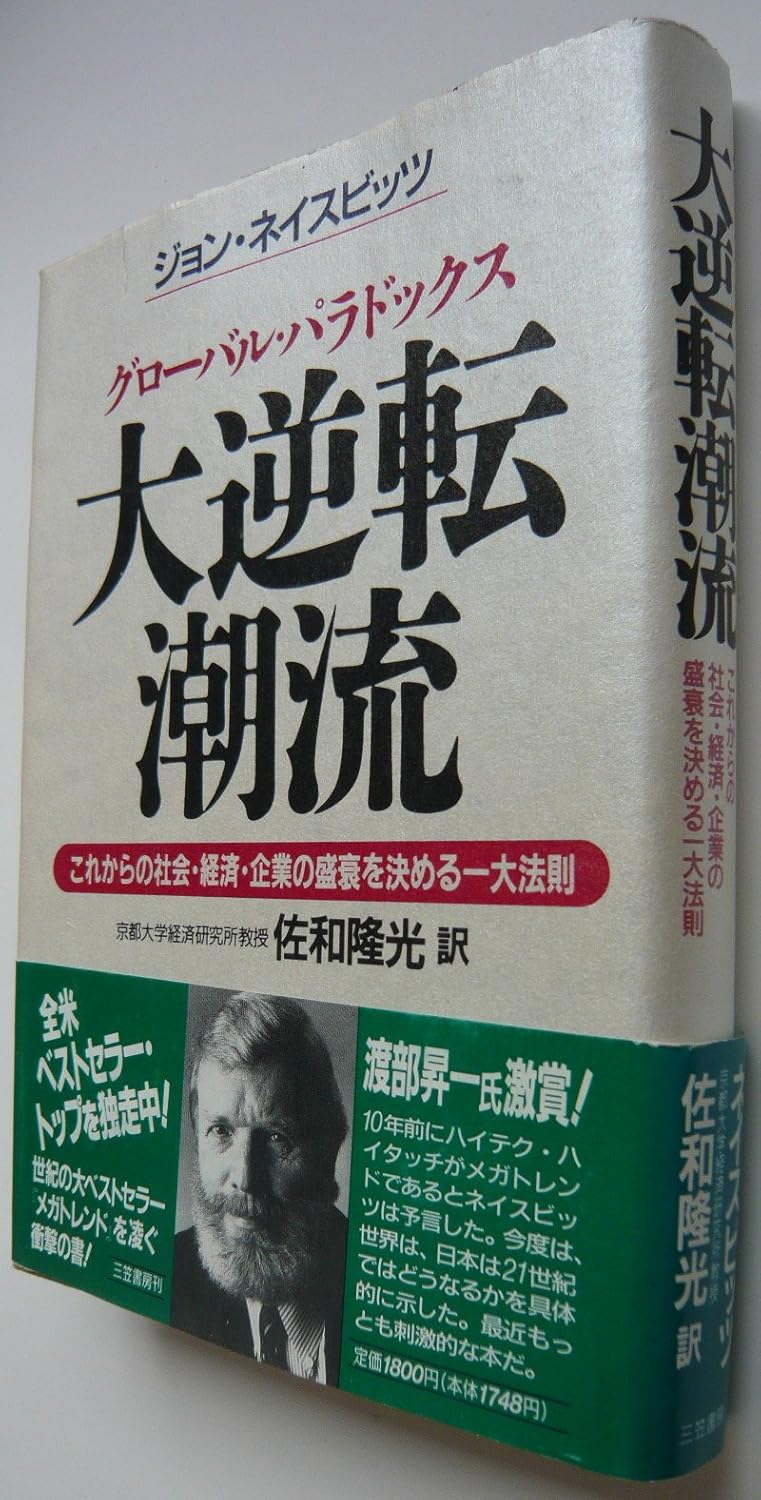 ジョン・ネイスビッツ
グローバル・パラドックス
大逆転
潮流
これからの社会・経済・企業の盛衰を決める一大法則
京都大学経済研究所教授 佐和隆光 訳
全米
ベストセラー・
トップを独走中!
世紀の大ベストセラー
『メガトレンド』を凌ぐ
衝撃の書!
三笠書房刊
渡部昇一氏激賞!
10年前にハイテク・ハ
イタッチがメガトレン
ドであるとネイスビッ
ツは予言した。今度は、
世界は、日本は21世紀
ではどうなるかを具体
的に示した。最近もっ
とも刺激的な本だ。
定価1800円(本体1748円)
大逆転潮流
これからの
社会・経済・企業の
盛衰を決める一大法則
ネイスビッツ
京都大学経済研究所教授
佐和隆光 訳
三笠書房